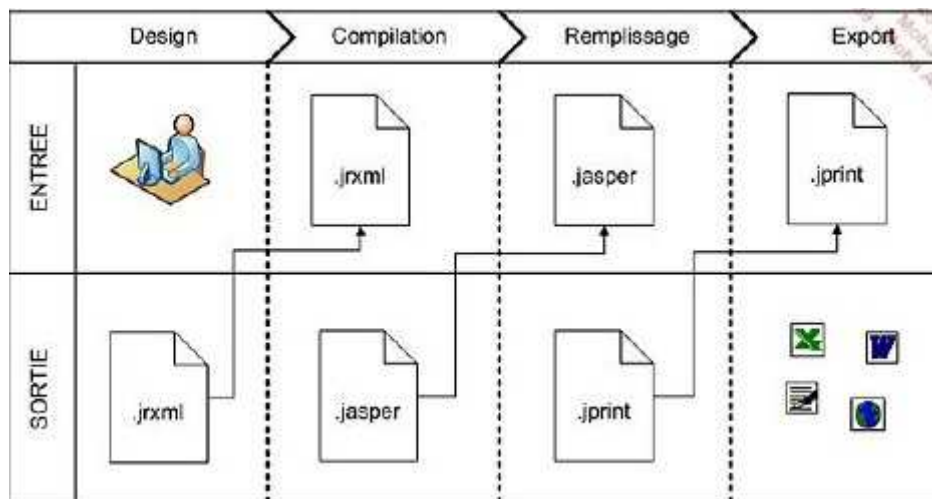 Design
Compilation
Remplissage
Export
ENTREE
.jrxml
.jasper
.jprint
SORTIE
.jrxml
.jasper
.jprint